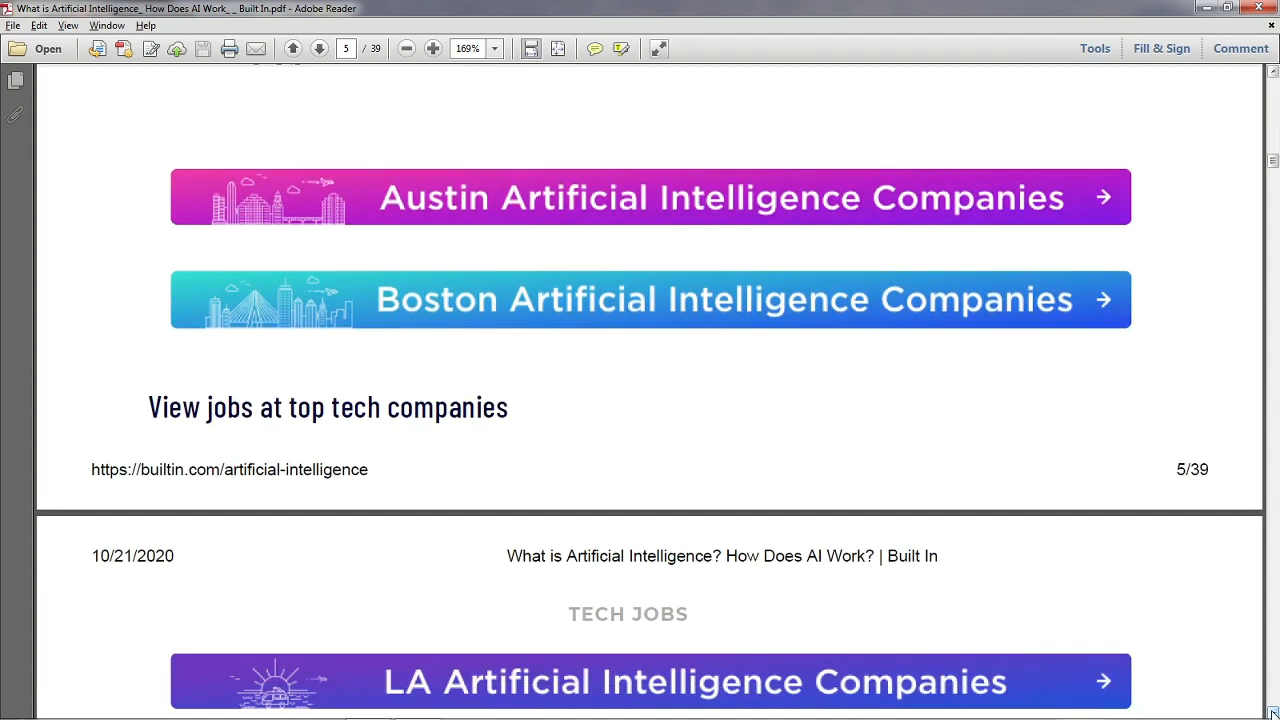 What is Artificial Intelligence_ How Does AI Work_ _ Built In.pdf - Adobe Reader
File Edit View Window Help
Open 5 / 39 169% Tools Fill & Sign Comment
Austin Artificial Intelligence Companies
Boston Artificial Intelligence Companies
View jobs at top tech companies
https://builtin.com/artificial-intelligence 5/39
10/21/2020 What is Artificial Intelligence? How Does AI Work? | Built In
TECH JOBS
LA Artificial Intelligence Companies